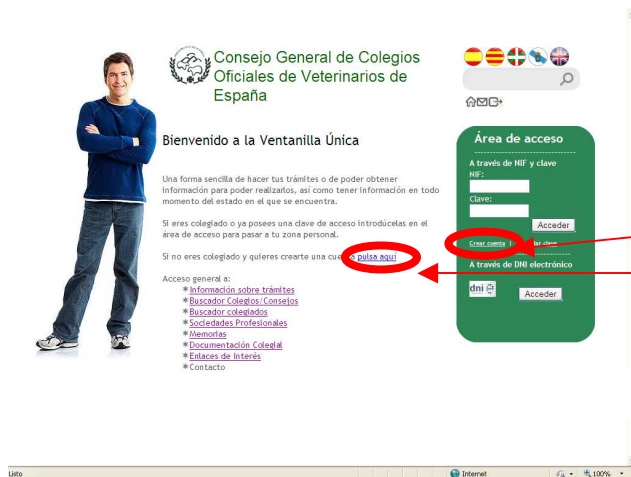 Consejo General de Colegios
Oficiales de Veterinarios de
España
Bienvenido a la Ventanilla Única
Una forma sencilla de hacer tus trámites o de poder obtener
información para poder realizarlos, así como tener información en todo
momento del estado en el que se encuentra.
Si eres colegiado o ya posees una clave de acceso introdúcelas en el
área de acceso para pasar a tu zona personal.
Si no eres colegiado y quieres crearte una cuenta pulsa aquí
Acceso general a:
* Información sobre trámites
* Buscador Colegios/Consejos
* Buscador colegiados
* Sociedades Profesionales
* Memorias
* Documentación Colegial
* Enlaces de Interés
* Contacto
Área de acceso
A través de NIF y clave
NIF:
Clave:
Acceder
Crear cuenta | clave
A través de DNI electrónico
dni e
Acceder
Listo
Internet
100%